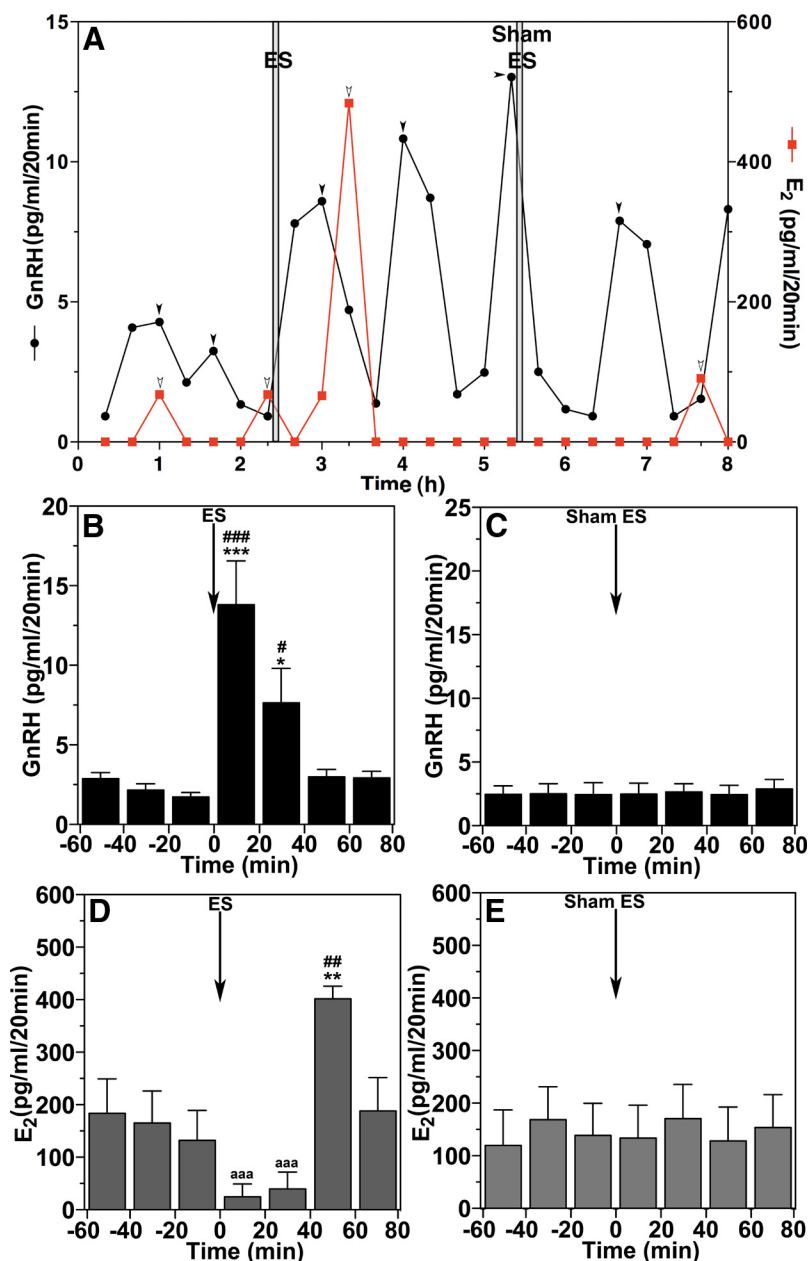 A
Sham
ES
ES
15
10
5
0
600
400
200
0
GnRH (pg/ml/20min)
E2 (pg/ml/20min)
0 1 2 3 4 5 6 7 8
Time (h)
B
ES
###
***
#
*
20
15
10
5
0
GnRH (pg/ml/20min)
-60 -40 -20 0 20 40 60 80
Time (min)
C
Sham ES
25
20
15
10
5
0
GnRH (pg/ml/20min)
-60 -40 -20 0 20 40 60 80
Time (min)
D
ES
##
**
aaa
aaa
600
500
400
300
200
100
0
E2(pg/ml/20min)
-60 -40 -20 0 20 40 60 80
Time (min)
E
Sham ES
600
500
400
300
200
100
0
E2(pg/ml/20min)
-60 -40 -20 0 20 40 60 80
Time (min)